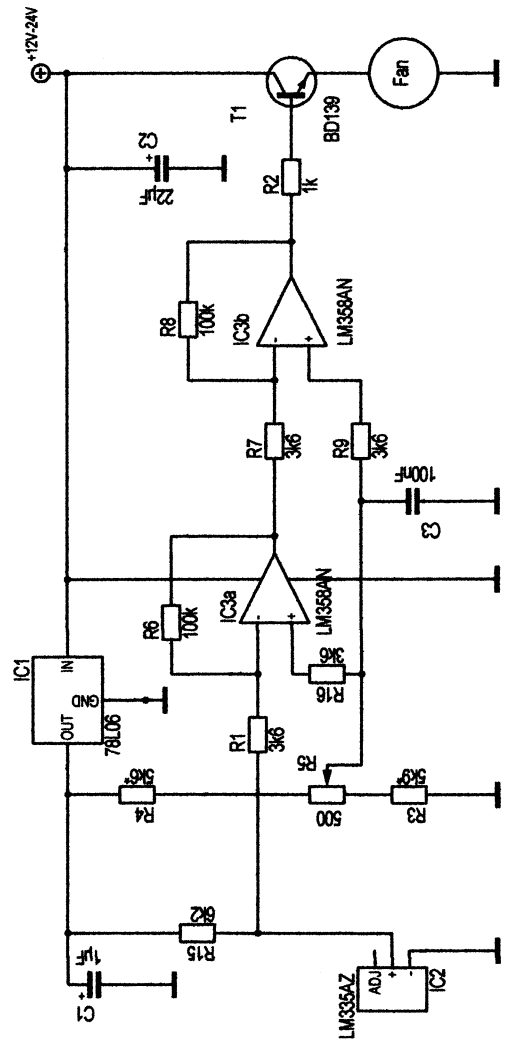 +12V-24V
C2
22µF
T1
BD139
Fan
R2
1k
R8
100k
IC3b
LM358AN
-
+
R7
3k6
R9
3k6
100nF
C3
R6
100k
IC3a
LM358AN
-
+
3k6
R16
IC1
IN
GND
OUT
78L06
R1
3k6
R5
500
5k6*
R4
5k9*
R3
6k2
R15
1µF
C1
+
+
LM335AZ
ADJ
+
-
IC2